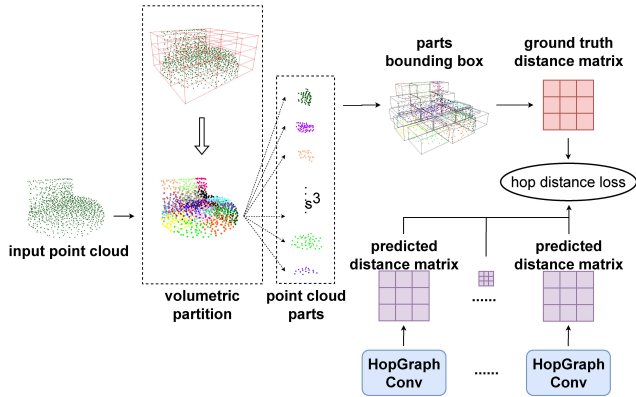 parts
bounding box
ground truth
distance matrix
s³
hop distance loss
input point cloud
volumetric
partition
point cloud
parts
predicted
distance matrix
......
predicted
distance matrix
HopGraph
Conv
......
HopGraph
Conv